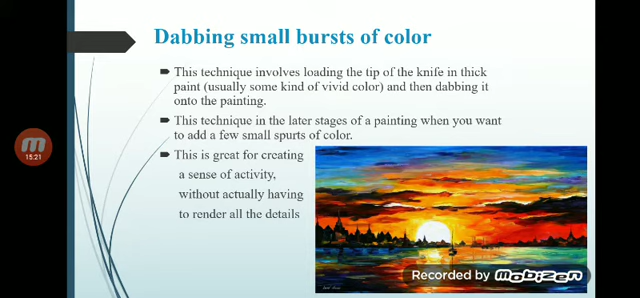 Dabbing small bursts of color
This technique involves loading the tip of the knife in thick
paint (usually some kind of vivid color) and then dabbing it
onto the painting.
This technique in the later stages of a painting when you want
to add a few small spurts of color.
This is great for creating
a sense of activity,
without actually having
to render all the details
15:21
Recorded by mobizen